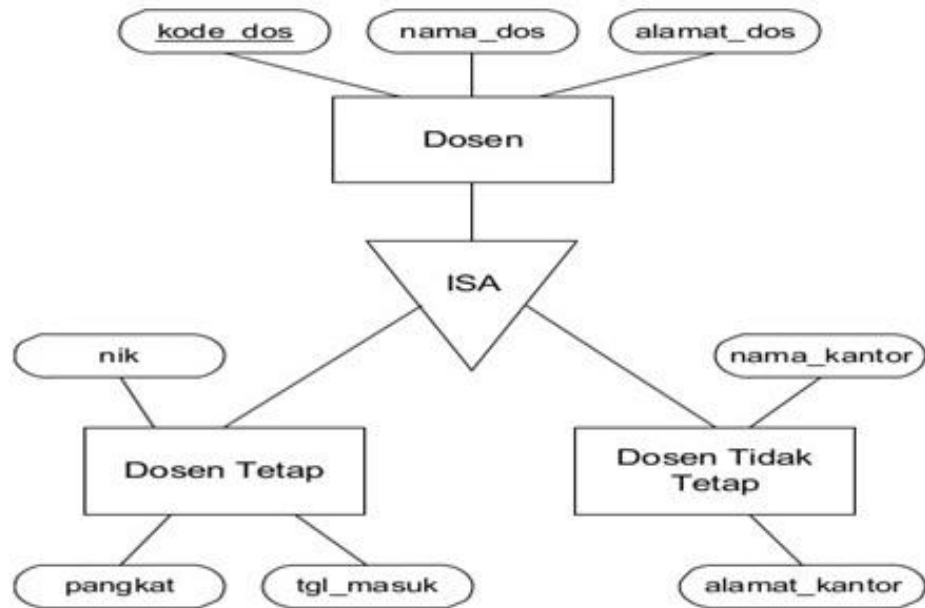 kode_dos
nama_dos
alamat_dos
Dosen
ISA
nik
nama_kantor
Dosen Tetap
Dosen Tidak
Tetap
pangkat
tgl_masuk
alamat_kantor